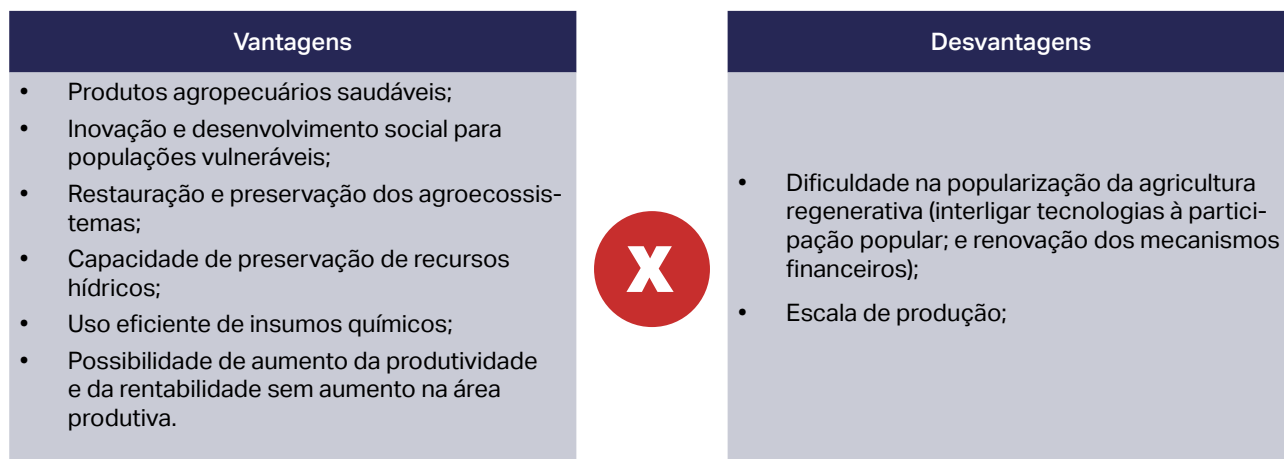 Vantagens
• Produtos agropecuários saudáveis;
• Inovação e desenvolvimento social para
populações vulneráveis;
• Restauração e preservação dos agroecossis-
temas;
• Capacidade de preservação de recursos
hídricos;
• Uso eficiente de insumos químicos;
• Possibilidade de aumento da produtividade
e da rentabilidade sem aumento na área
produtiva.
X
Desvantagens
• Dificuldade na popularização da agricultura
regenerativa (interligar tecnologias à partici-
pação popular; e renovação dos mecanismos
financeiros);
• Escala de produção;